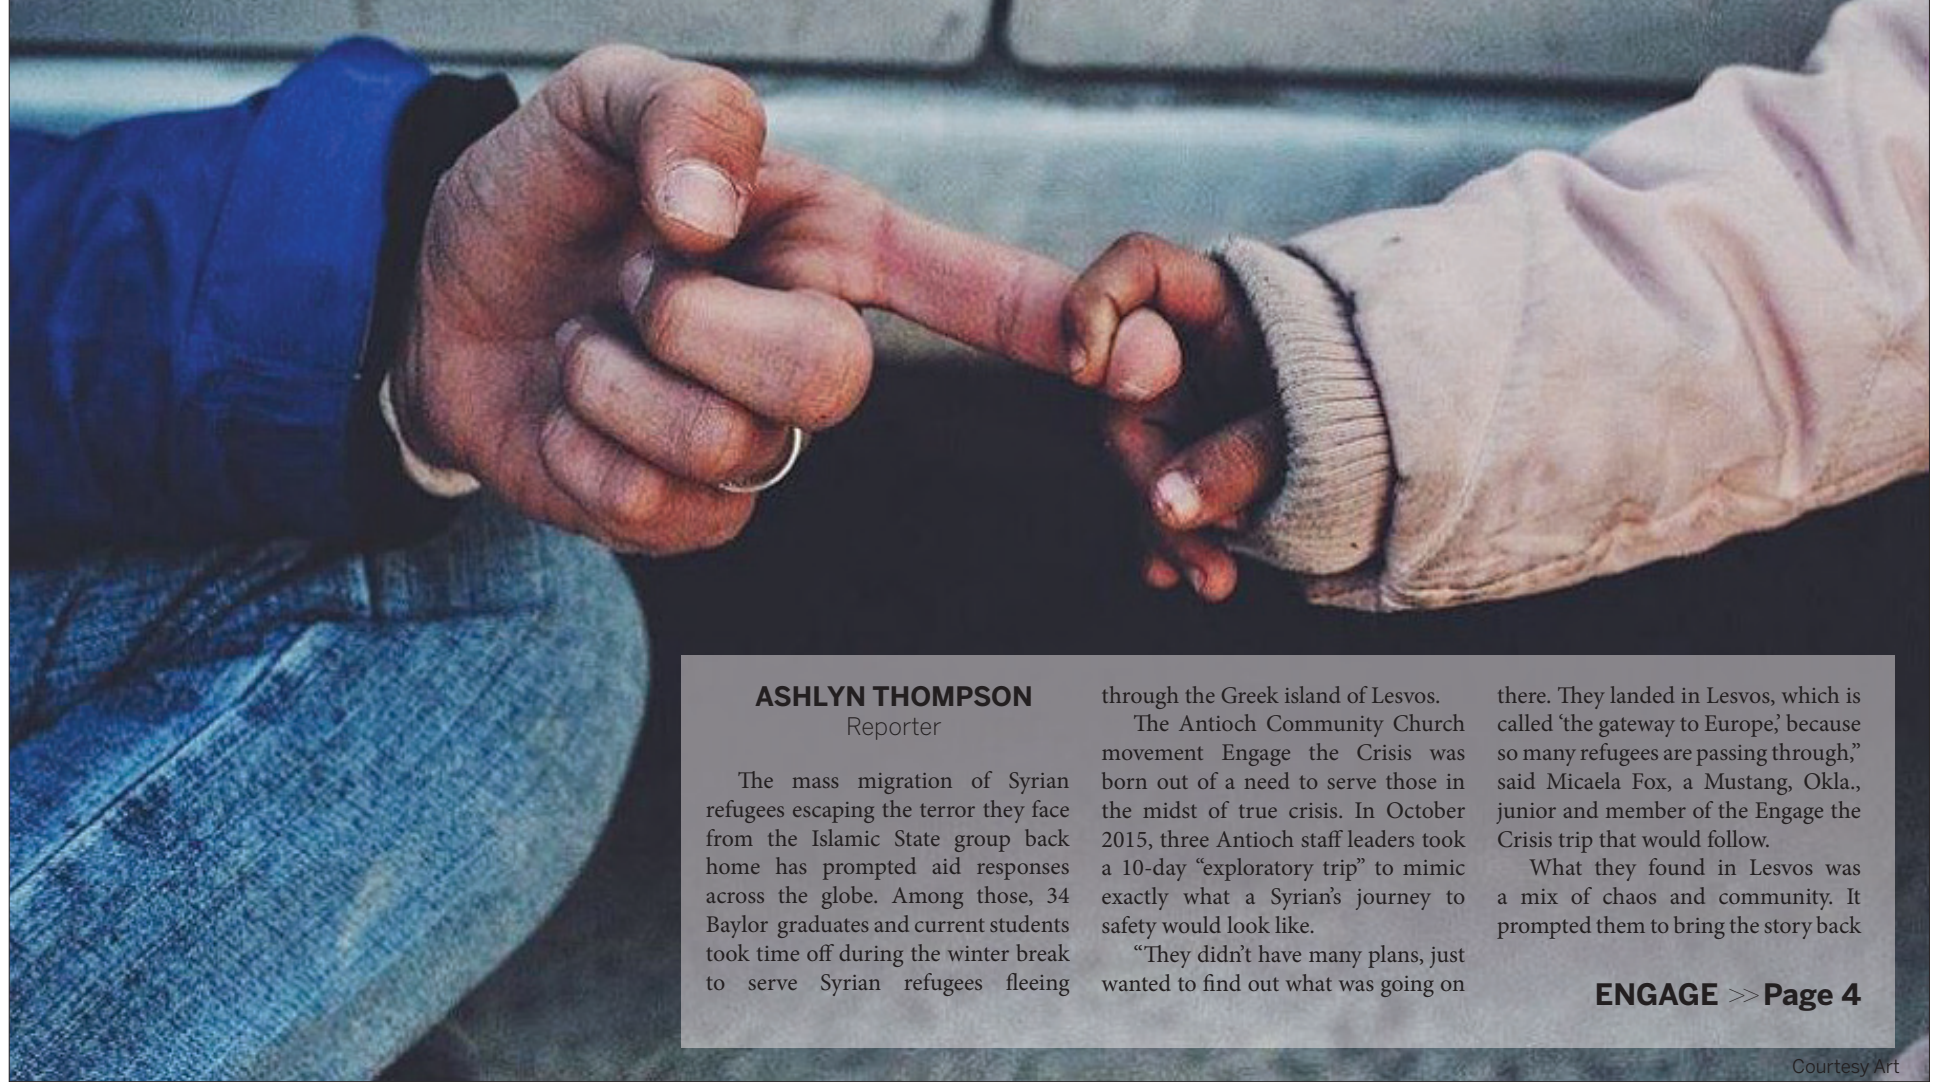 ASHLYN THOMPSON
Reporter
The mass migration of Syrian
refugees escaping the terror they face
from the Islamic State group back
home has prompted aid responses
across the globe. Among those, 34
Baylor graduates and current students
took time off during the winter break
to serve Syrian refugees fleeing
through the Greek island of Lesvos.
The Antioch Community Church
movement Engage the Crisis was
born out of a need to serve those in
the midst of true crisis. In October
2015, three Antioch staff leaders took
a 10-day “exploratory trip” to mimic
exactly what a Syrian’s journey to
safety would look like.
“They didn’t have many plans, just
wanted to find out what was going on
there. They landed in Lesvos, which is
called ‘the gateway to Europe,’ because
so many refugees are passing through,”
said Micaela Fox, a Mustang, Okla.,
junior and member of the Engage the
Crisis trip that would follow.
What they found in Lesvos was
a mix of chaos and community. It
prompted them to bring the story back
ENGAGE >> Page 4
Courtesy Art